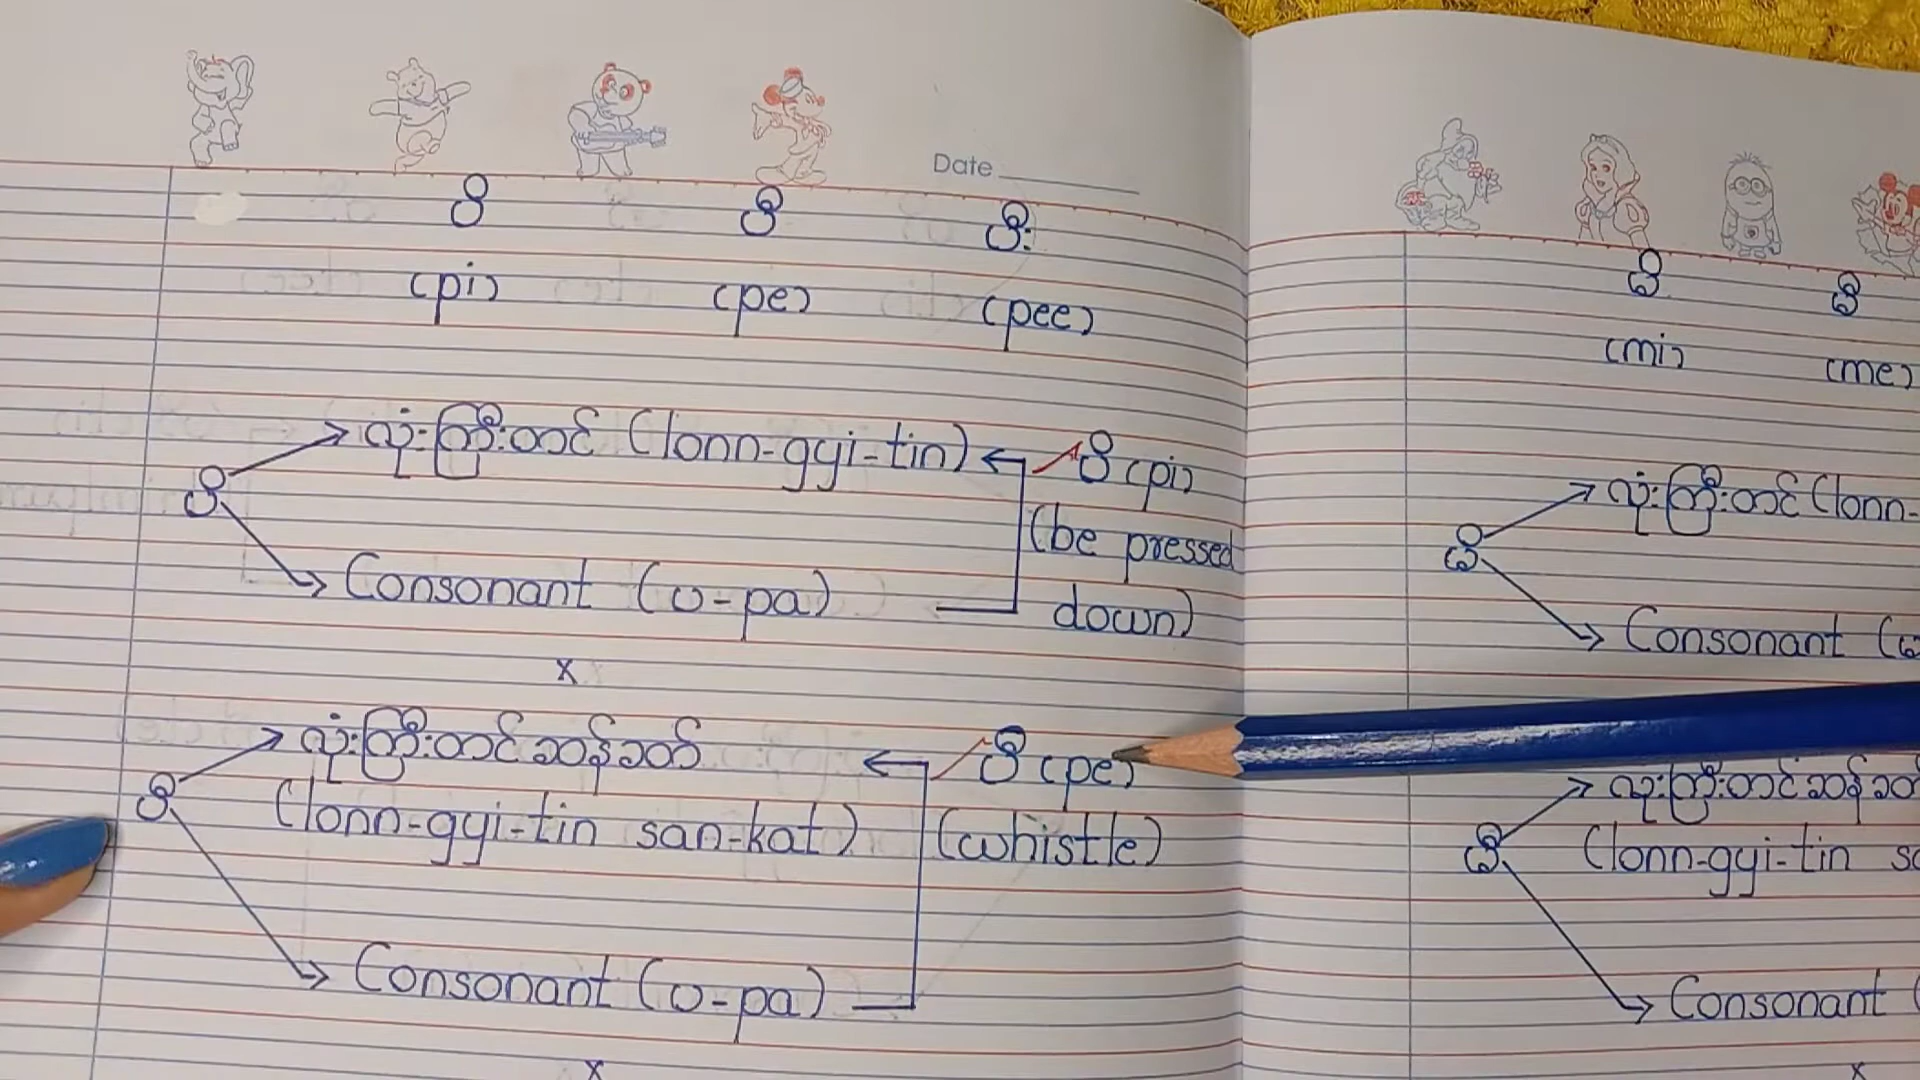 Date
ပိ ပီ ပီး
(pi) (pe) (pee)
လုံးကြီးတင် (lonn-gyi-tin) ပိ (pi)
ပိ
(be pressed
Consonant (ပ-pa) down)
x
လုံးကြီးတင်ဆန်ခတ် ပီ (pe)
ပီ
(lonn-gyi-tin san-kat) (whistle)
Consonant (ပ-pa)
x
မိ မီ
(mi) (me)
လုံးကြီးတင် (lonn-
မိ
Consonant (မ
လုံးကြီးတင်ဆန်ခတ်
မီ
(lonn-gyi-tin
Consonant (
x